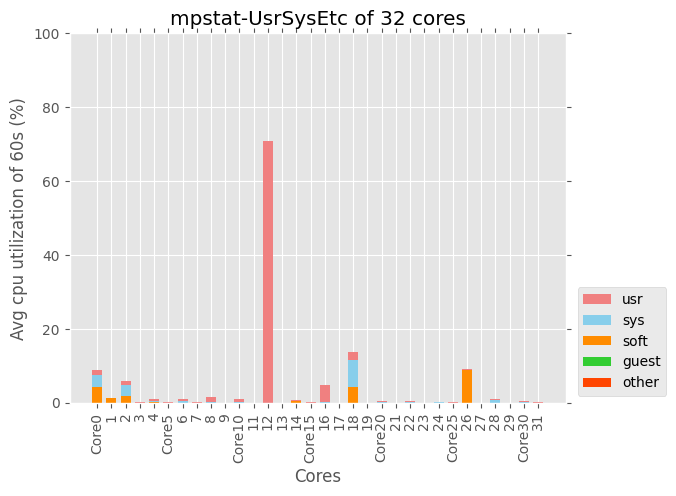 mpstat-UsrSysEtc of 32 cores
Avg cpu utilization of 60s (%)
100
80
60
40
20
0
Core0
1
2
3
4
Core5
6
7
8
9
Core10
11
12
13
14
Core15
16
17
18
19
Core20
21
22
23
24
Core25
26
27
28
29
Core30
31
Cores
usr
sys
soft
guest
other